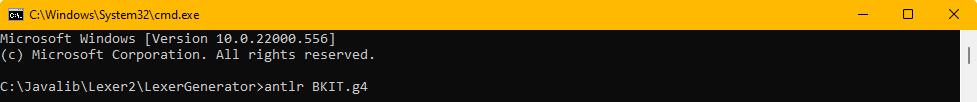 C:\Windows\System32\cmd.exe
Microsoft Windows [Version 10.0.22000.556]
(c) Microsoft Corporation. All rights reserved.
C:\Javalib\Lexer2\LexerGenerator>antlr BKIT.g4